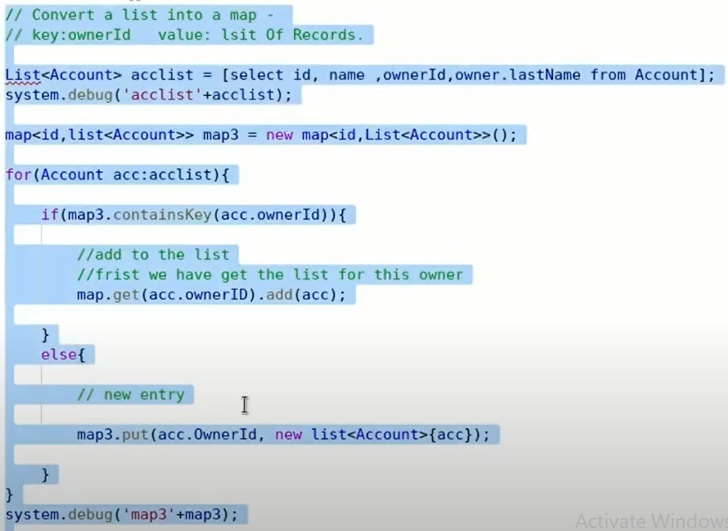 // Convert a list into a map -
// key:ownerId   value: lsit Of Records.
List<Account> acclist = [select id, name ,ownerId,owner.lastName from Account];
system.debug('acclist'+acclist);
map<id,list<Account>> map3 = new map<id,List<Account>>();
for(Account acc:acclist){
if(map3.containsKey(acc.ownerId)){
//add to the list
//frist we have get the list for this owner
map.get(acc.ownerID).add(acc);
}
else{
// new entry
map3.put(acc.OwnerId, new list<Account>{acc});
}
}
system.debug('map3'+map3);
Activate Windows